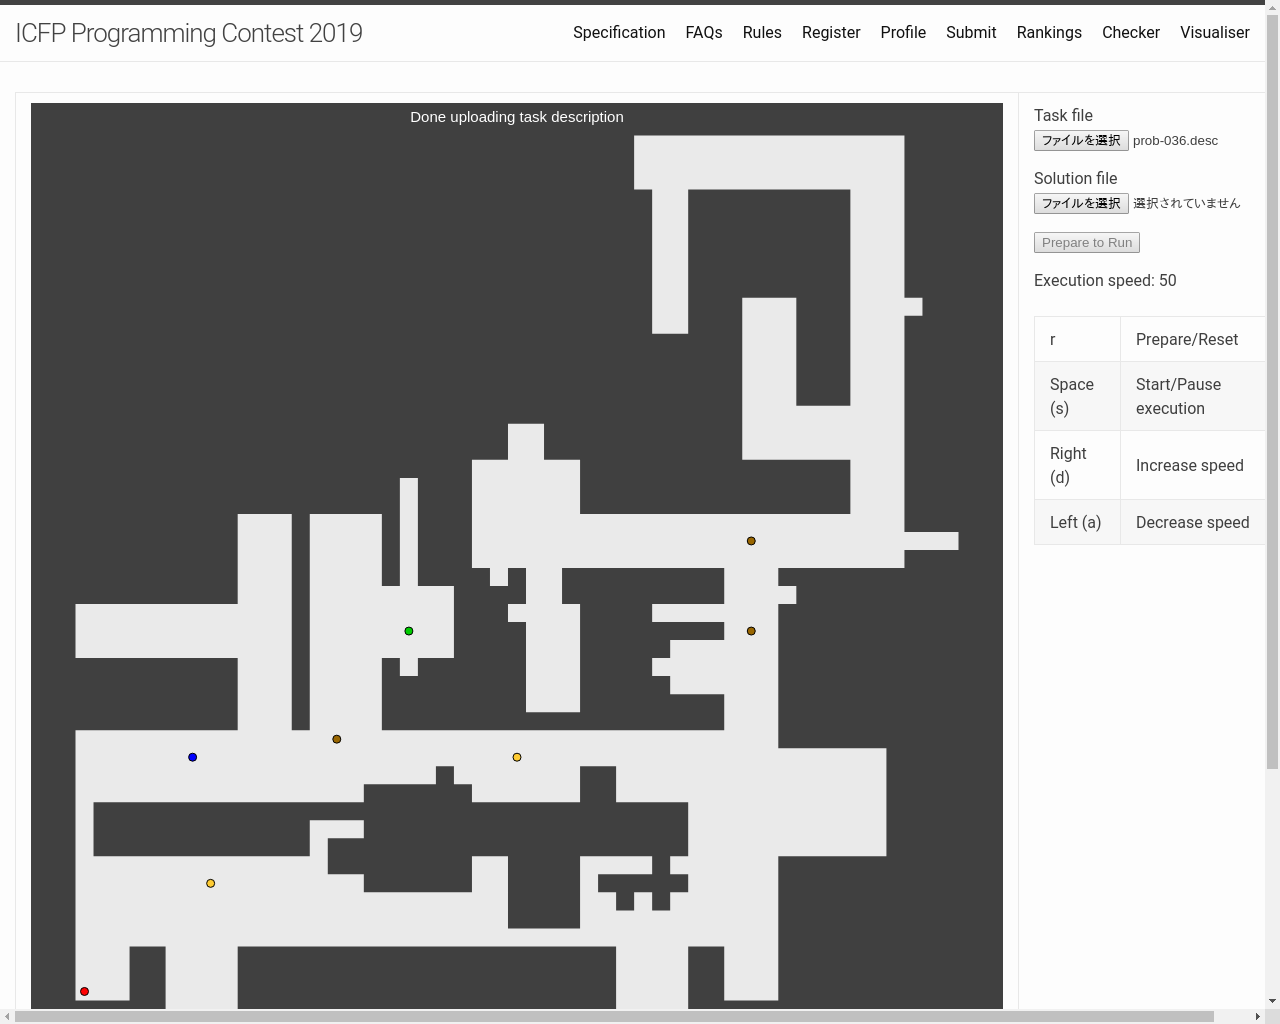 ICFP Programming Contest 2019
Specification FAQs Rules Register Profile Submit Rankings Checker Visualiser
Done uploading task description
Task file
ファイルを選択 prob-036.desc
Solution file
ファイルを選択 選択されていません
Prepare to Run
Execution speed: 50
r Prepare/Reset
Space (s) Start/Pause execution
Right (d) Increase speed
Left (a) Decrease speed